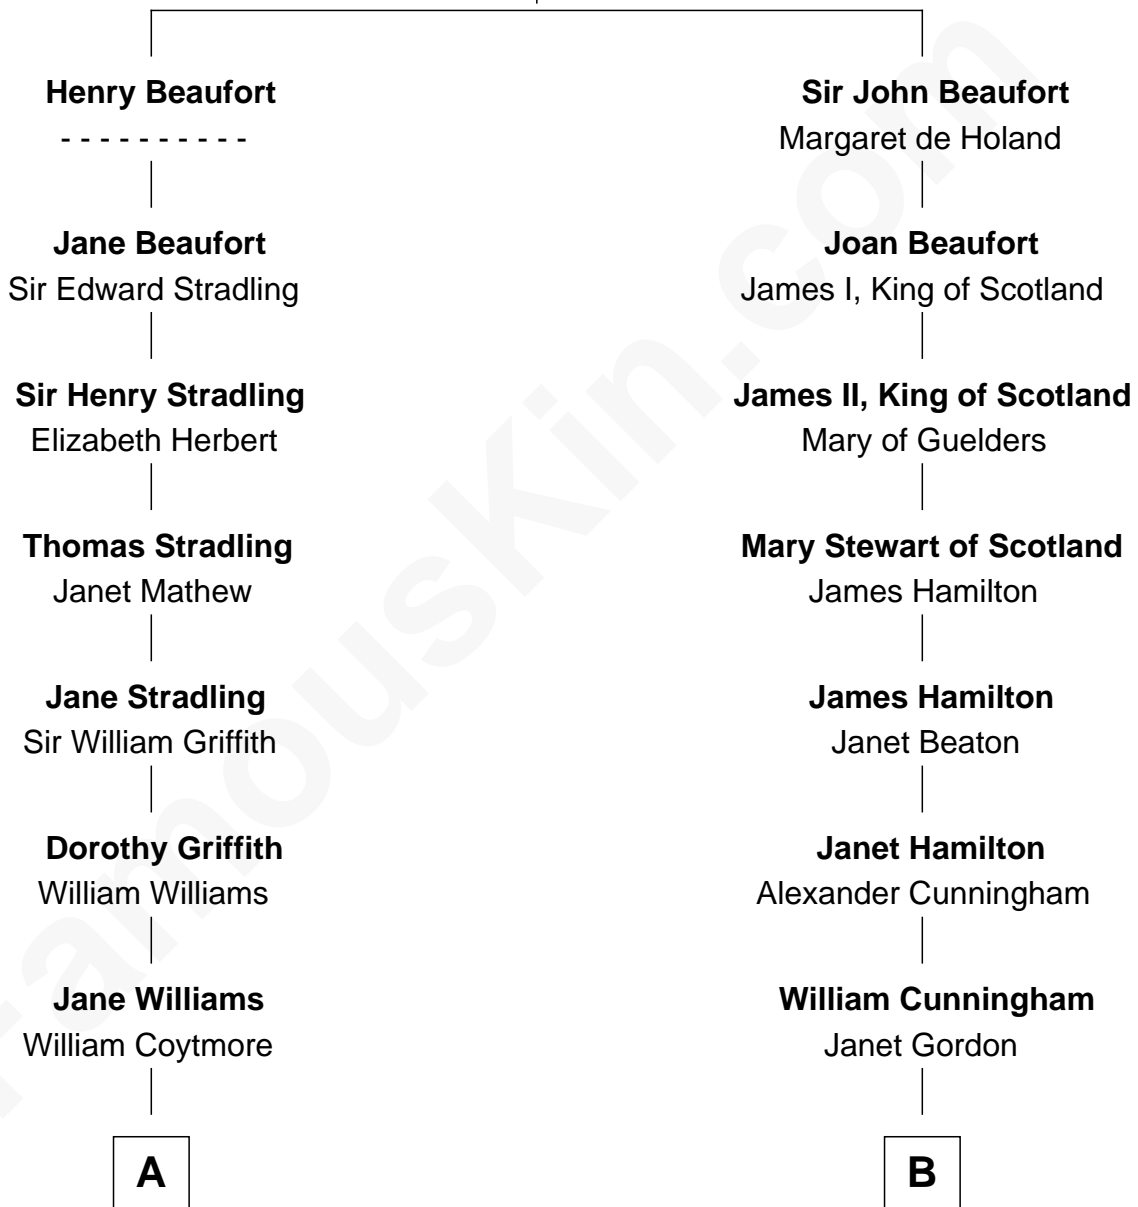 Henry Beaufort
- - - - - - - - - -
Jane Beaufort
Sir Edward Stradling
Sir Henry Stradling
Elizabeth Herbert
Thomas Stradling
Janet Mathew
Jane Stradling
Sir William Griffith
Dorothy Griffith
William Williams
Jane Williams
William Coytmore
A
Sir John Beaufort
Margaret de Holand
Joan Beaufort
James I, King of Scotland
James II, King of Scotland
Mary of Guelders
Mary Stewart of Scotland
James Hamilton
James Hamilton
Janet Beaton
Janet Hamilton
Alexander Cunningham
William Cunningham
Janet Gordon
B
FamousKin.com